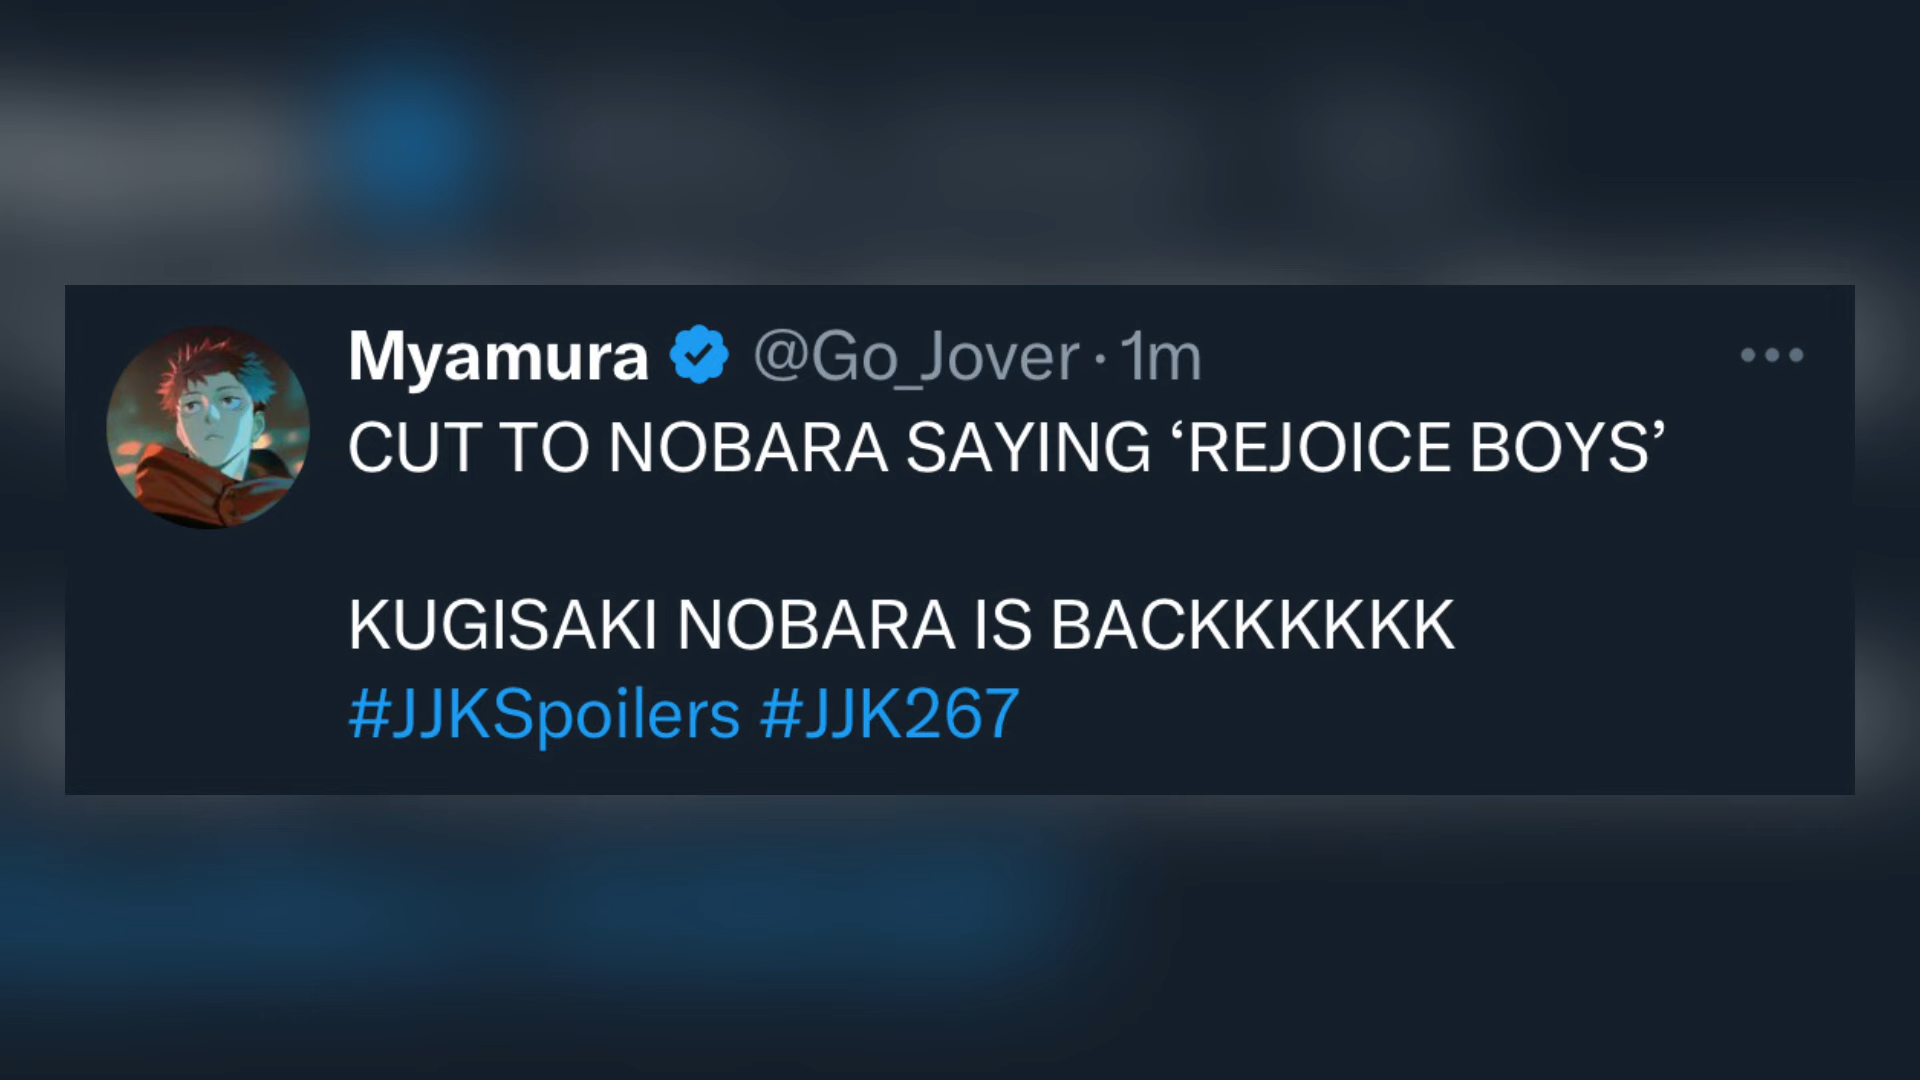 Myamura @Go_Jover · 1m
CUT TO NOBARA SAYING ‘REJOICE BOYS’
KUGISAKI NOBARA IS BACKKKKKK
#JJKSpoilers #JJK267